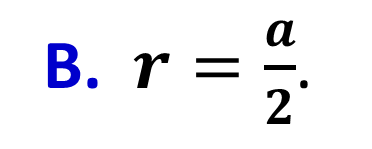 B. r = a/2.